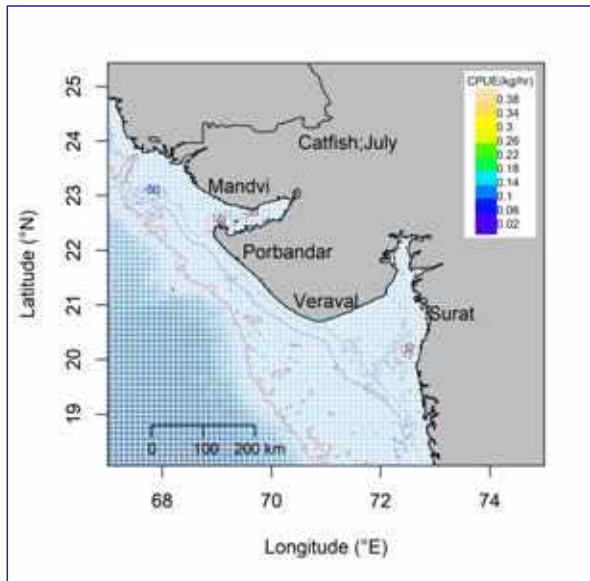 CPUE(kg/hr)
0.38
0.34
0.3
0.26
0.22
0.18
0.14
0.1
0.06
0.02
Catfish;July
Mandvi
Porbandar
Veraval
Surat
0 100 200 km
25
24
23
22
21
20
19
Latitude (°N)
68 70 72 74
Longitude (°E)